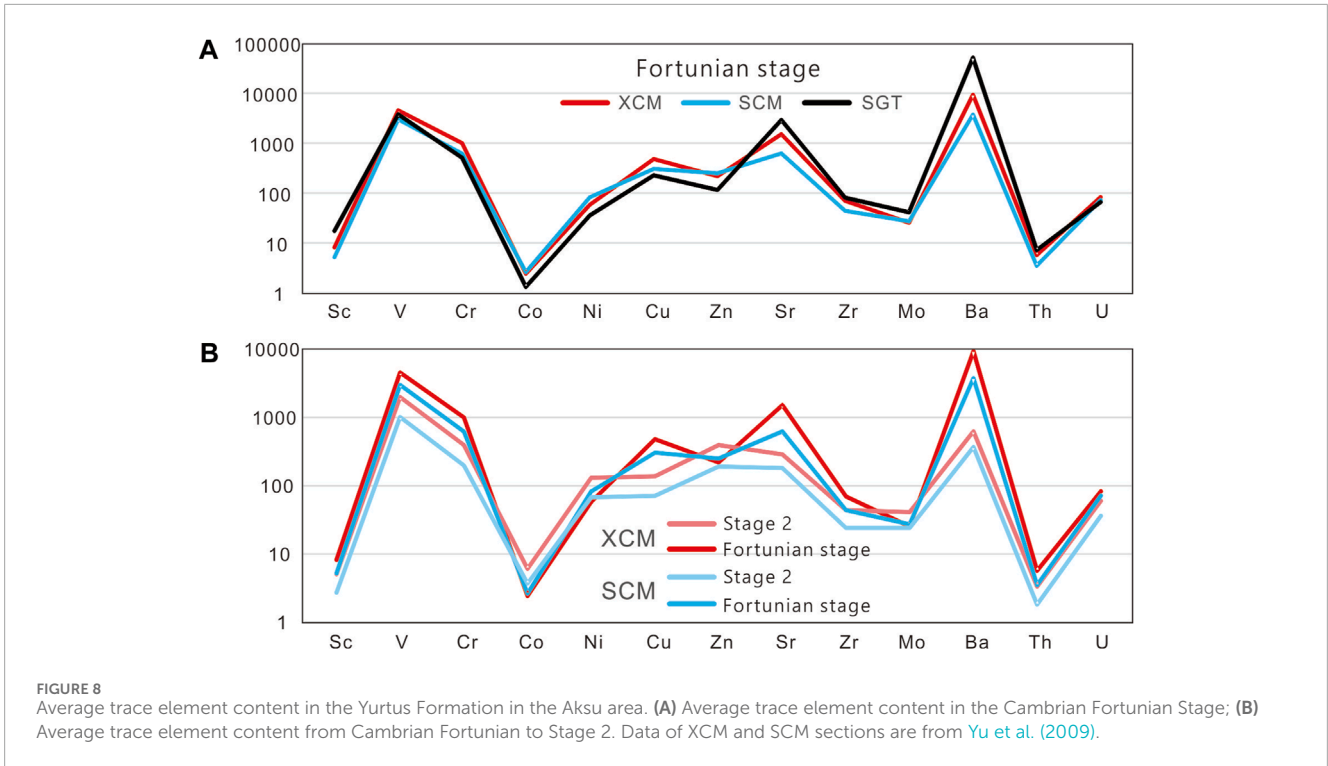 A
100000
10000
1000
100
10
1
Fortunian stage
XCM SCM SGT
Sc V Cr Co Ni Cu Zn Sr Zr Mo Ba Th U
B
10000
1000
100
10
1
XCM
Stage 2
Fortunian stage
SCM
Stage 2
Fortunian stage
Sc V Cr Co Ni Cu Zn Sr Zr Mo Ba Th U
FIGURE 8
Average trace element content in the Yurtus Formation in the Aksu area. (A) Average trace element content in the Cambrian Fortunian Stage; (B)
Average trace element content from Cambrian Fortunian to Stage 2. Data of XCM and SCM sections are from Yu et al. (2009).